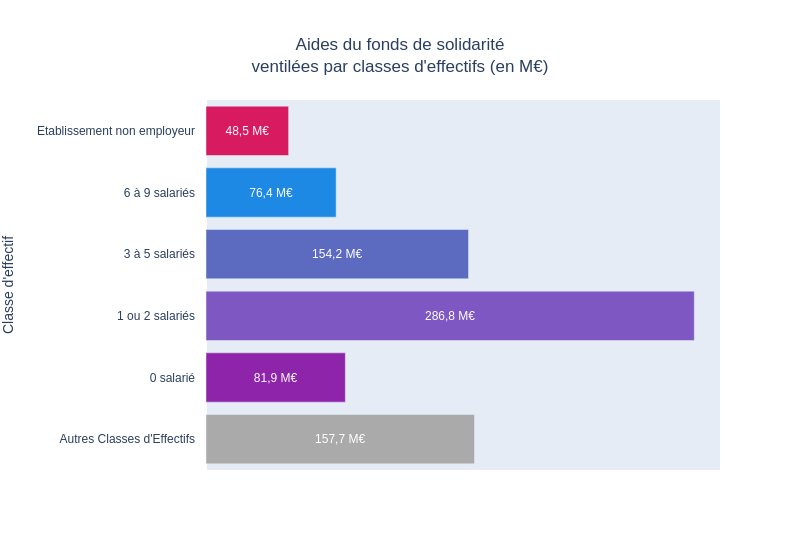 Aides du fonds de solidarité
ventilées par classes d'effectifs (en M€)
Classe d'effectif
Etablissement non employeur
48,5 M€
6 à 9 salariés
76,4 M€
3 à 5 salariés
154,2 M€
1 ou 2 salariés
286,8 M€
0 salarié
81,9 M€
Autres Classes d'Effectifs
157,7 M€